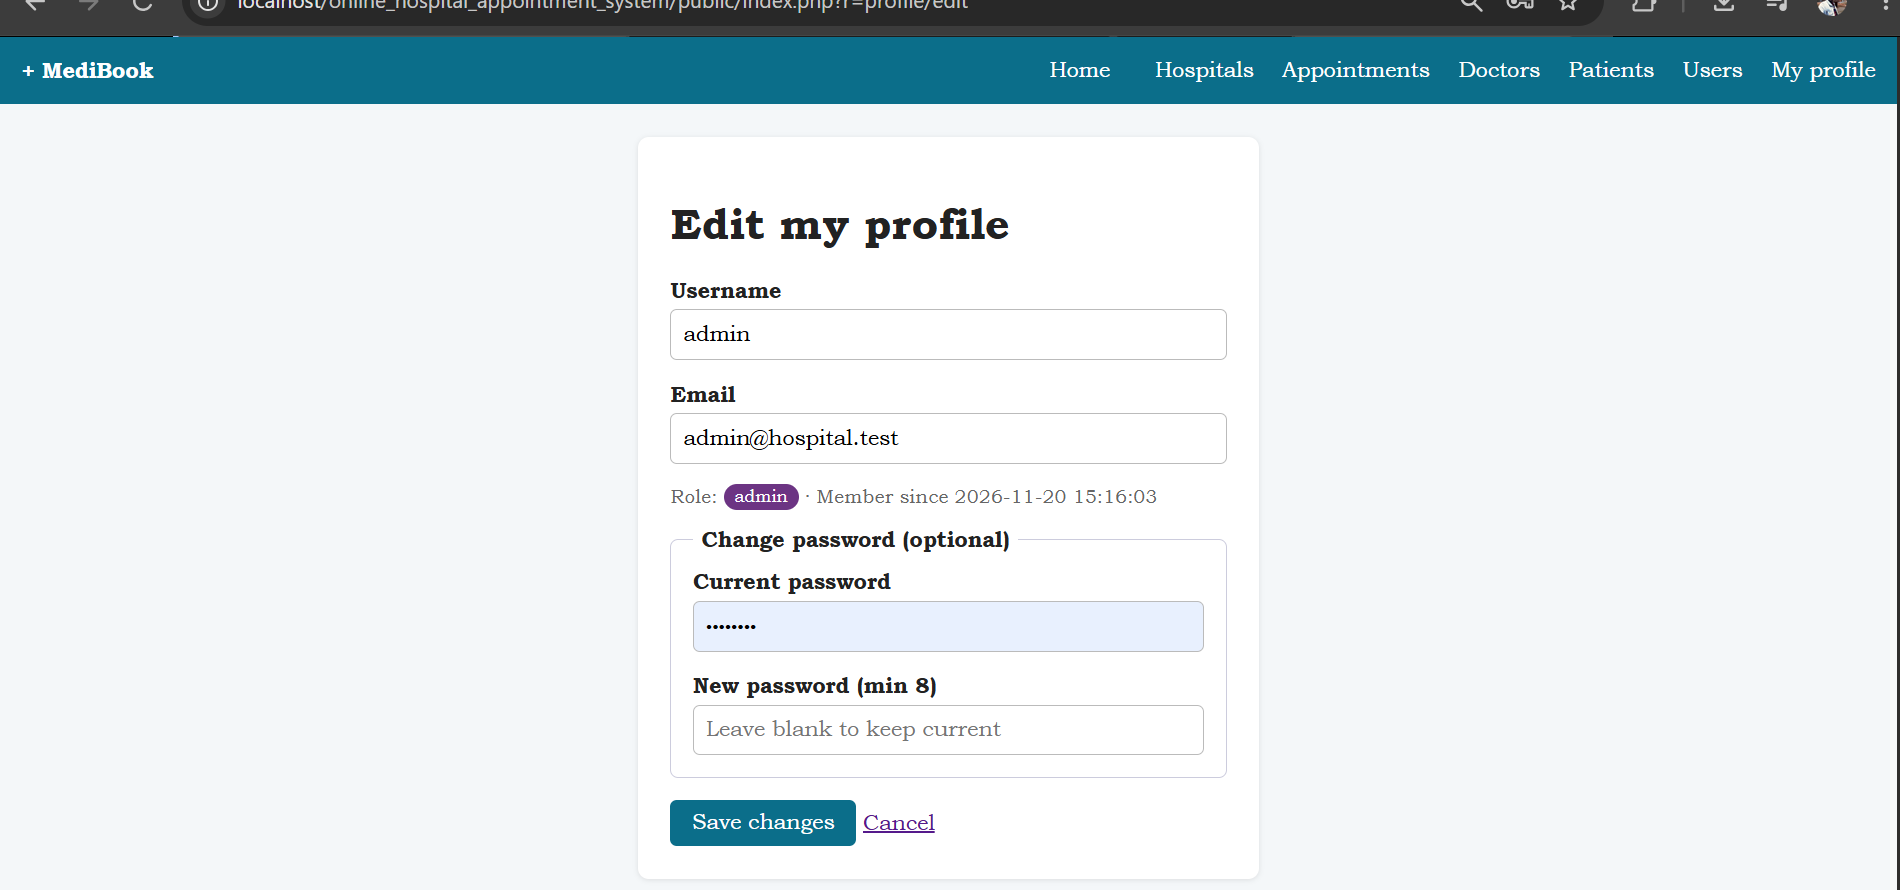 localhost/online_hospital_appointment_system/public/index.php?r=profile/edit
+ MediBook
Home Hospitals Appointments Doctors Patients Users My profile
Edit my profile
Username
admin
Email
admin@hospital.test
Role: admin · Member since 2026-11-20 15:16:03
Change password (optional)
Current password
••••••••
New password (min 8)
Leave blank to keep current
Save changes Cancel